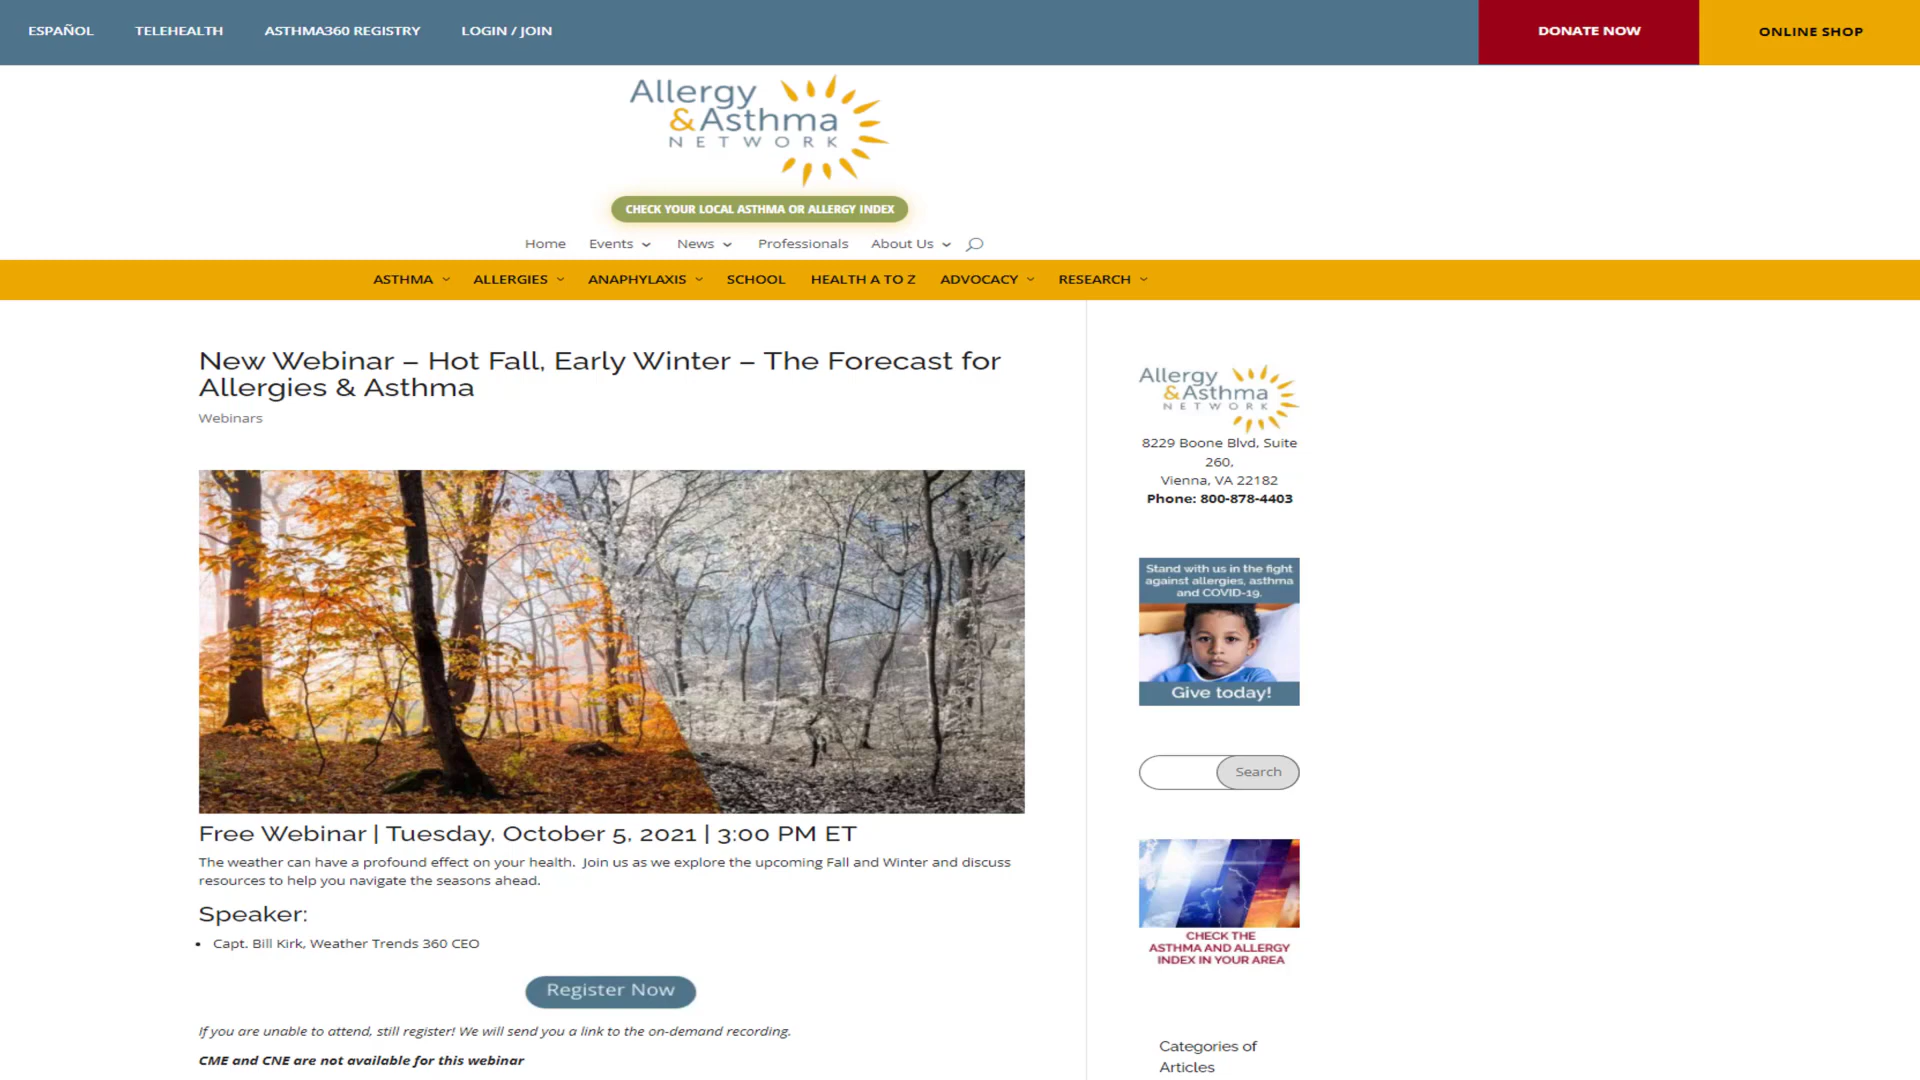 ESPAÑOL TELEHEALTH ASTHMA360 REGISTRY LOGIN / JOIN DONATE NOW ONLINE SHOP
Allergy
&Asthma
NETWORK
CHECK YOUR LOCAL ASTHMA OR ALLERGY INDEX
Home Events News Professionals About Us
ASTHMA ALLERGIES ANAPHYLAXIS SCHOOL HEALTH A TO Z ADVOCACY RESEARCH
New Webinar – Hot Fall, Early Winter – The Forecast for
Allergies & Asthma
Webinars
Free Webinar | Tuesday, October 5, 2021 | 3:00 PM ET
The weather can have a profound effect on your health. Join us as we explore the upcoming Fall and Winter and discuss
resources to help you navigate the seasons ahead.
Speaker:
• Capt. Bill Kirk, Weather Trends 360 CEO
Register Now
If you are unable to attend, still register! We will send you a link to the on-demand recording.
CME and CNE are not available for this webinar
Allergy
&Asthma
NETWORK
8229 Boone Blvd, Suite
260,
Vienna, VA 22182
Phone: 800-878-4403
Stand with us in the fight
against allergies, asthma
and COVID-19.
Give today!
Search
CHECK THE
ASTHMA AND ALLERGY
INDEX IN YOUR AREA
Categories of
Articles